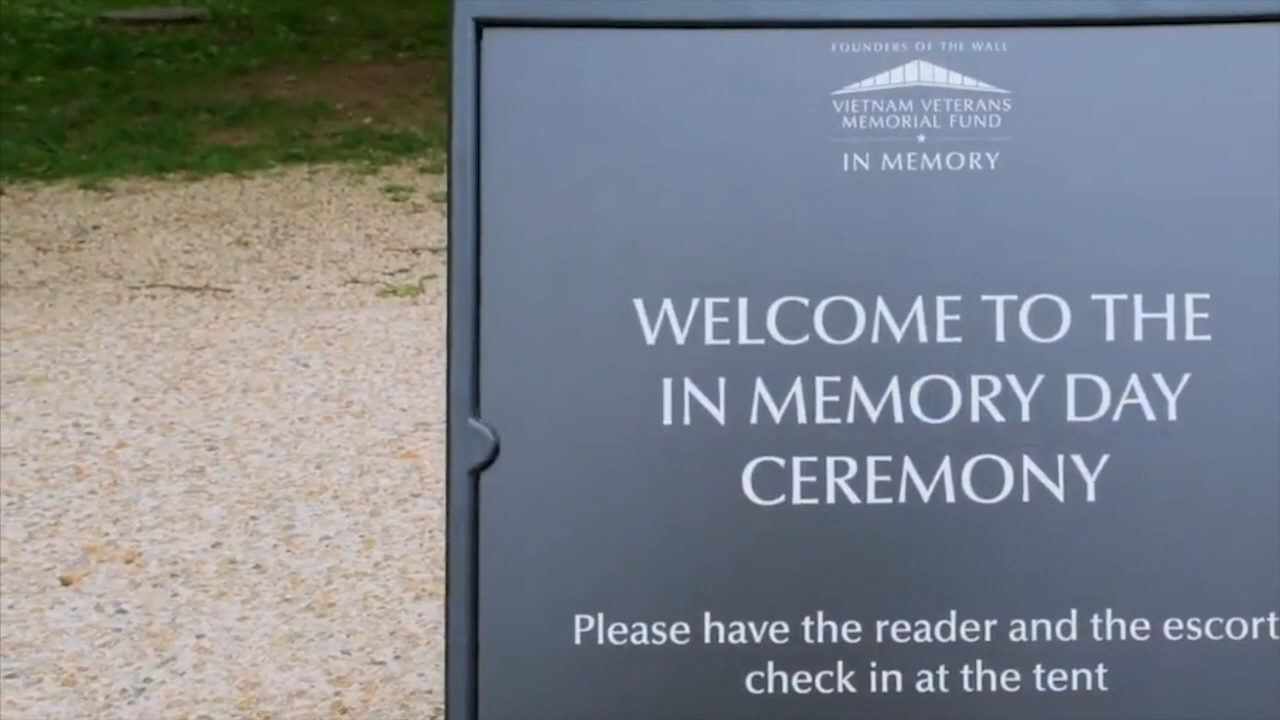 FOUNDERS OF THE WALL
VIETNAM VETERANS
MEMORIAL FUND
IN MEMORY
WELCOME TO THE
IN MEMORY DAY
CEREMONY
Please have the reader and the escort
check in at the tent